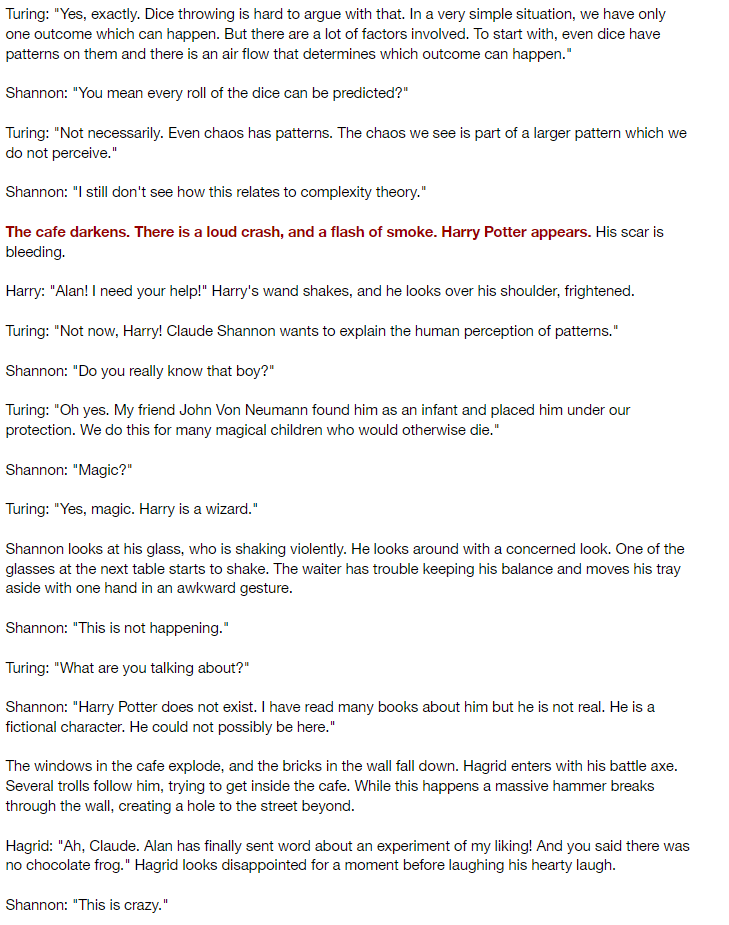 Turing: "Yes, exactly. Dice throwing is hard to argue with that. In a very simple situation, we have only
one outcome which can happen. But there are a lot of factors involved. To start with, even dice have
patterns on them and there is an air flow that determines which outcome can happen."
Shannon: "You mean every roll of the dice can be predicted?"
Turing: "Not necessarily. Even chaos has patterns. The chaos we see is part of a larger pattern which we
do not perceive."
Shannon: "I still don't see how this relates to complexity theory."
The cafe darkens. There is a loud crash, and a flash of smoke. Harry Potter appears. His scar is
bleeding.
Harry: "Alan! I need your help!" Harry's wand shakes, and he looks over his shoulder, frightened.
Turing: "Not now, Harry! Claude Shannon wants to explain the human perception of patterns."
Shannon: "Do you really know that boy?"
Turing: "Oh yes. My friend John Von Neumann found him as an infant and placed him under our
protection. We do this for many magical children who would otherwise die."
Shannon: "Magic?"
Turing: "Yes, magic. Harry is a wizard."
Shannon looks at his glass, who is shaking violently. He looks around with a concerned look. One of the
glasses at the next table starts to shake. The waiter has trouble keeping his balance and moves his tray
aside with one hand in an awkward gesture.
Shannon: "This is not happening."
Turing: "What are you talking about?"
Shannon: "Harry Potter does not exist. I have read many books about him but he is not real. He is a
fictional character. He could not possibly be here."
The windows in the cafe explode, and the bricks in the wall fall down. Hagrid enters with his battle axe.
Several trolls follow him, trying to get inside the cafe. While this happens a massive hammer breaks
through the wall, creating a hole to the street beyond.
Hagrid: "Ah, Claude. Alan has finally sent word about an experiment of my liking! And you said there was
no chocolate frog." Hagrid looks disappointed for a moment before laughing his hearty laugh.
Shannon: "This is crazy."